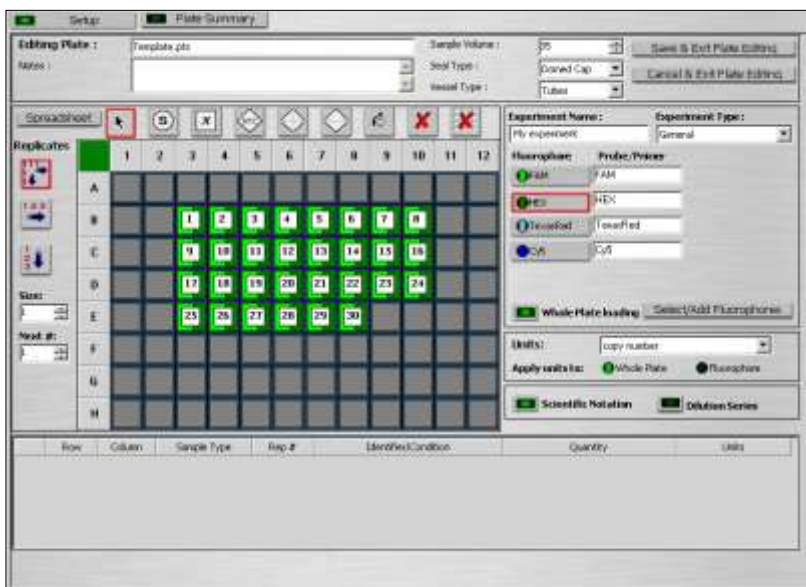 Setup Plate Summary
Editing Plate : Template.pts
Notes :
Sample Volume : 35
Seal Type : Domed Cap
Vessel Type : Tubes
Save & Exit Plate Editing
Cancel & Exit Plate Editing
Spreadsheet S X
Replicates
Size:
1
Next #:
1
1 2 3 4 5 6 7 8 9 10 11 12
A
B 1 2 3 4 5 6 7 8
C 9 10 11 12 13 14 15 16
D 17 18 19 20 21 22 23 24
E 25 26 27 28 29 30
F
G
H
Experiment Name : Experiment Type :
My experiment General
Fluorophore Probe/Primer
FAM FAM
HEX HEX
TexasRed TexasRed
Cy5 Cy5
Whole Plate loading Select/Add Fluorophores
Units: copy number
Apply units to: Whole Plate Fluorophore
Scientific Notation Dilution Series
Row Column Sample Type Rep # Identifier/Condition Quantity Units